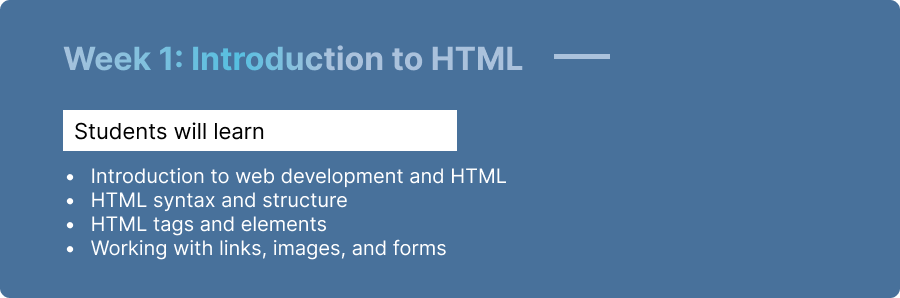 Week 1: Introduction to HTML
Students will learn
• Introduction to web development and HTML
• HTML syntax and structure
• HTML tags and elements
• Working with links, images, and forms